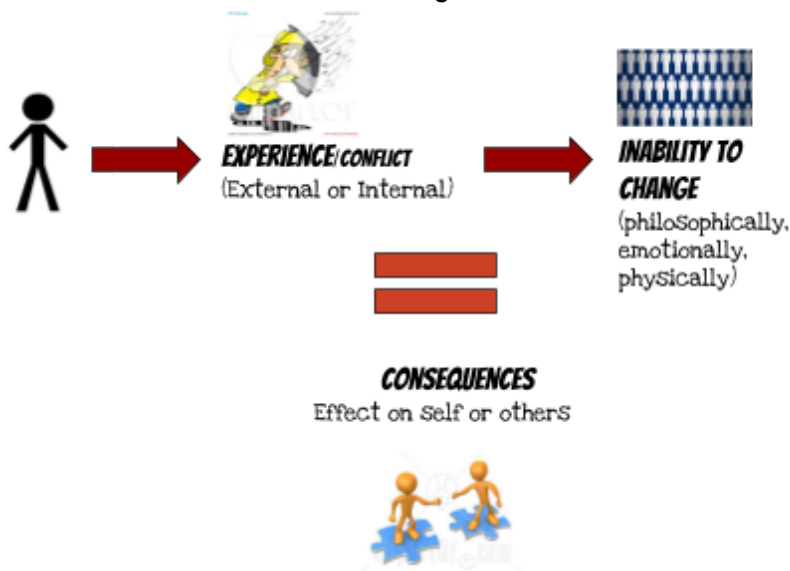 EXPERIENCE/CONFLICT
(External or Internal)
INABILITY TO
CHANGE
(philosophically,
emotionally,
physically)
CONSEQUENCES
Effect on self or others